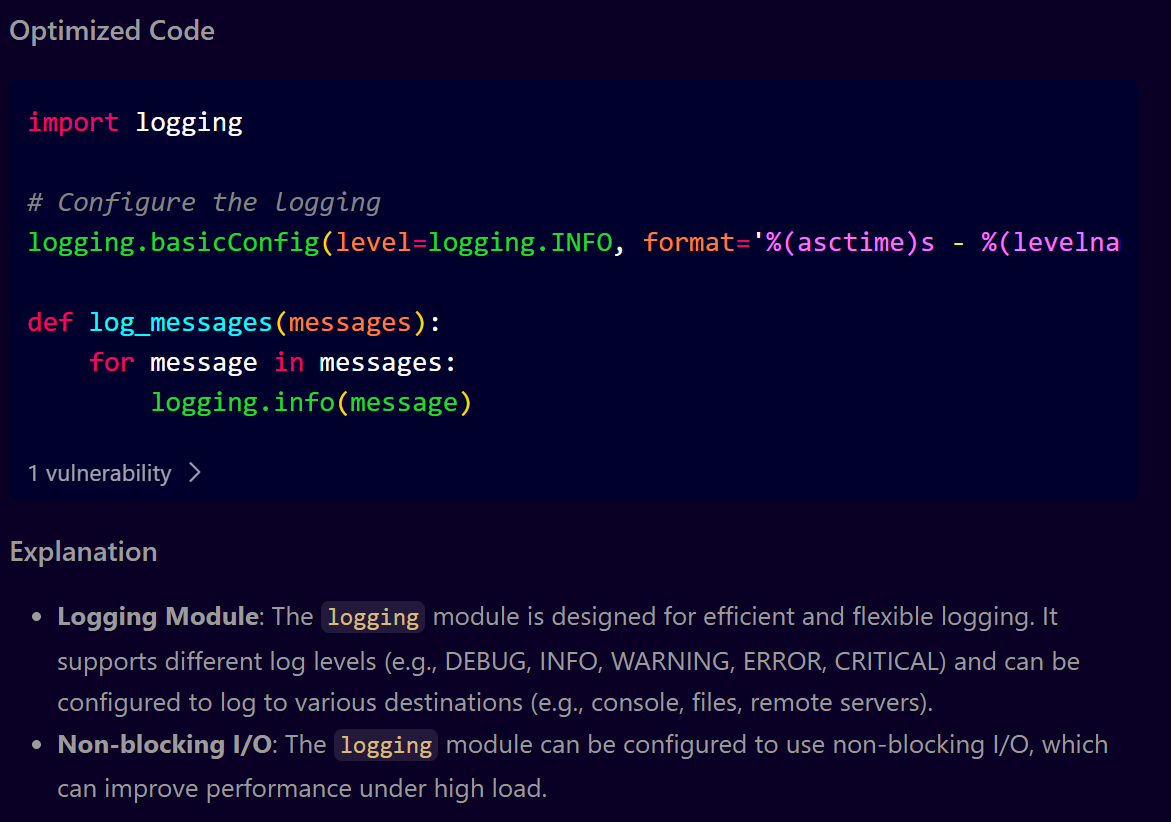 Optimized Code
import logging
# Configure the logging
logging.basicConfig(level=logging.INFO, format='%(asctime)s - %(levelna
def log_messages(messages):
    for message in messages:
        logging.info(message)
1 vulnerability
Explanation
• Logging Module: The logging module is designed for efficient and flexible logging. It
supports different log levels (e.g., DEBUG, INFO, WARNING, ERROR, CRITICAL) and can be
configured to log to various destinations (e.g., console, files, remote servers).
• Non-blocking I/O: The logging module can be configured to use non-blocking I/O, which
can improve performance under high load.